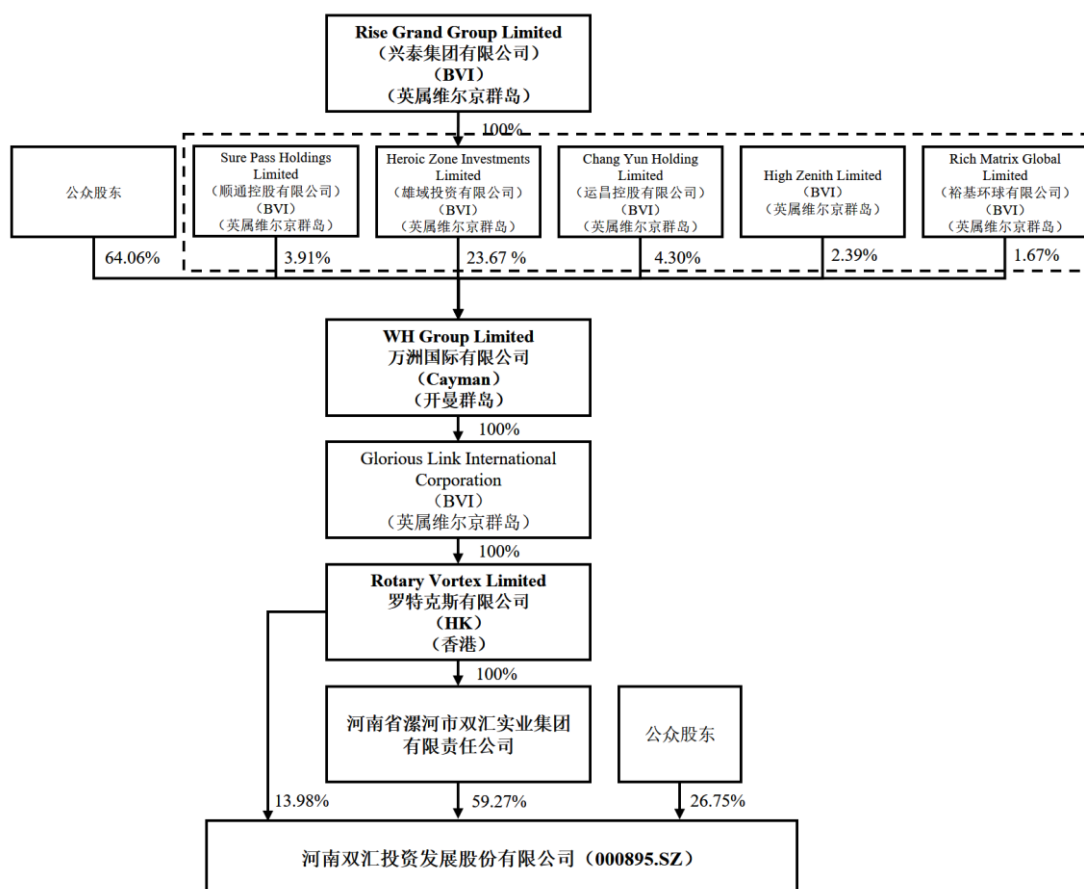 Rise Grand Group Limited
（兴泰集团有限公司）
（BVI）
（英属维尔京群岛）
100%
公众股东
Sure Pass Holdings
Limited
（顺通控股有限公司）
（BVI）
（英属维尔京群岛）
Heroic Zone Investments
Limited
（雄域投资有限公司）
（BVI）
（英属维尔京群岛）
Chang Yun Holding
Limited
（运昌控股有限公司）
（BVI）
（英属维尔京群岛）
High Zenith Limited
（BVI）
（英属维尔京群岛）
Rich Matrix Global
Limited
（裕基环球有限公司）
（BVI）
（英属维尔京群岛）
64.06%
3.91%
23.67 %
4.30%
2.39%
1.67%
WH Group Limited
万洲国际有限公司
（Cayman）
（开曼群岛）
100%
Glorious Link International
Corporation
（BVI）
（英属维尔京群岛）
100%
Rotary Vortex Limited
罗特克斯有限公司
（HK）
（香港）
100%
河南省漯河市双汇实业集团
有限责任公司
公众股东
13.98%
59.27%
26.75%
河南双汇投资发展股份有限公司（000895.SZ）